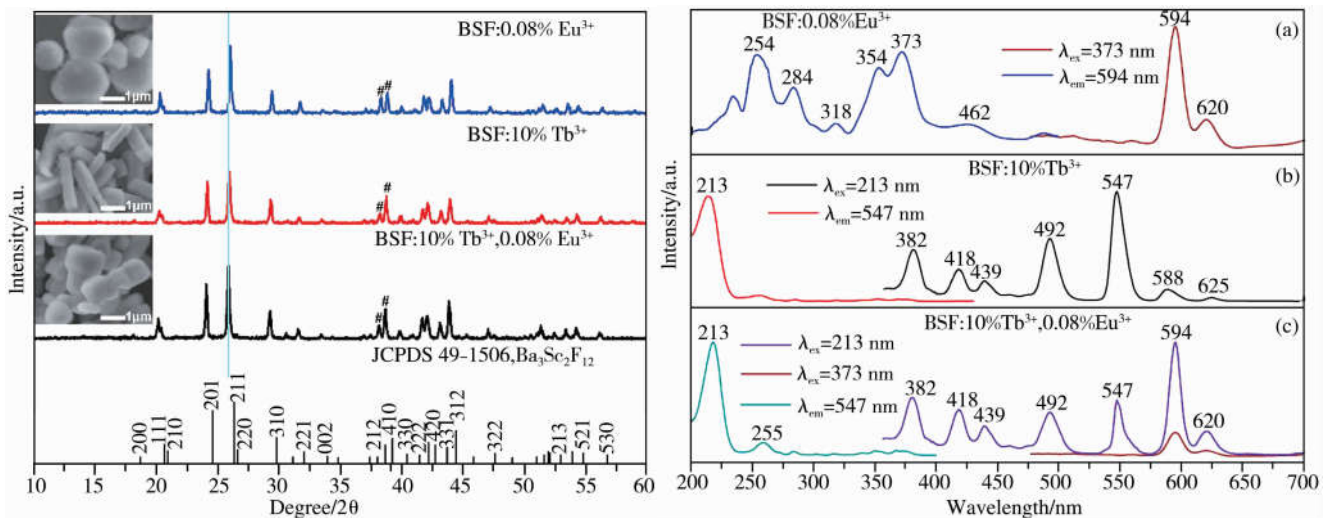 BSF:0.08% Eu³⁺
1μm
# #
BSF:10% Tb³⁺
1μm
#
#
BSF:10% Tb³⁺,0.08% Eu³⁺
1μm
#
#
JCPDS 49-1506,Ba₃Sc₂F₁₂
200
111
210
201
211
220
310
221
002
212
410
330
222
420
331
312
322
213
521
530
Intensity/a.u.
10 15 20 25 30 35 40 45 50 55 60
Degree/2θ
BSF:0.08%Eu³⁺
(a)
254
284
318
354
373
462
594
620
λex=373 nm
λem=594 nm
BSF:10%Tb³⁺
(b)
213
λex=213 nm
λem=547 nm
382
418
439
492
547
588
625
BSF:10%Tb³⁺,0.08%Eu³⁺
(c)
213
255
λex=213 nm
λex=373 nm
λem=547 nm
382
418
439
492
547
594
620
Intensity/a.u.
200 250 300 350 400 450 500 550 600 650 700
Wavelength/nm